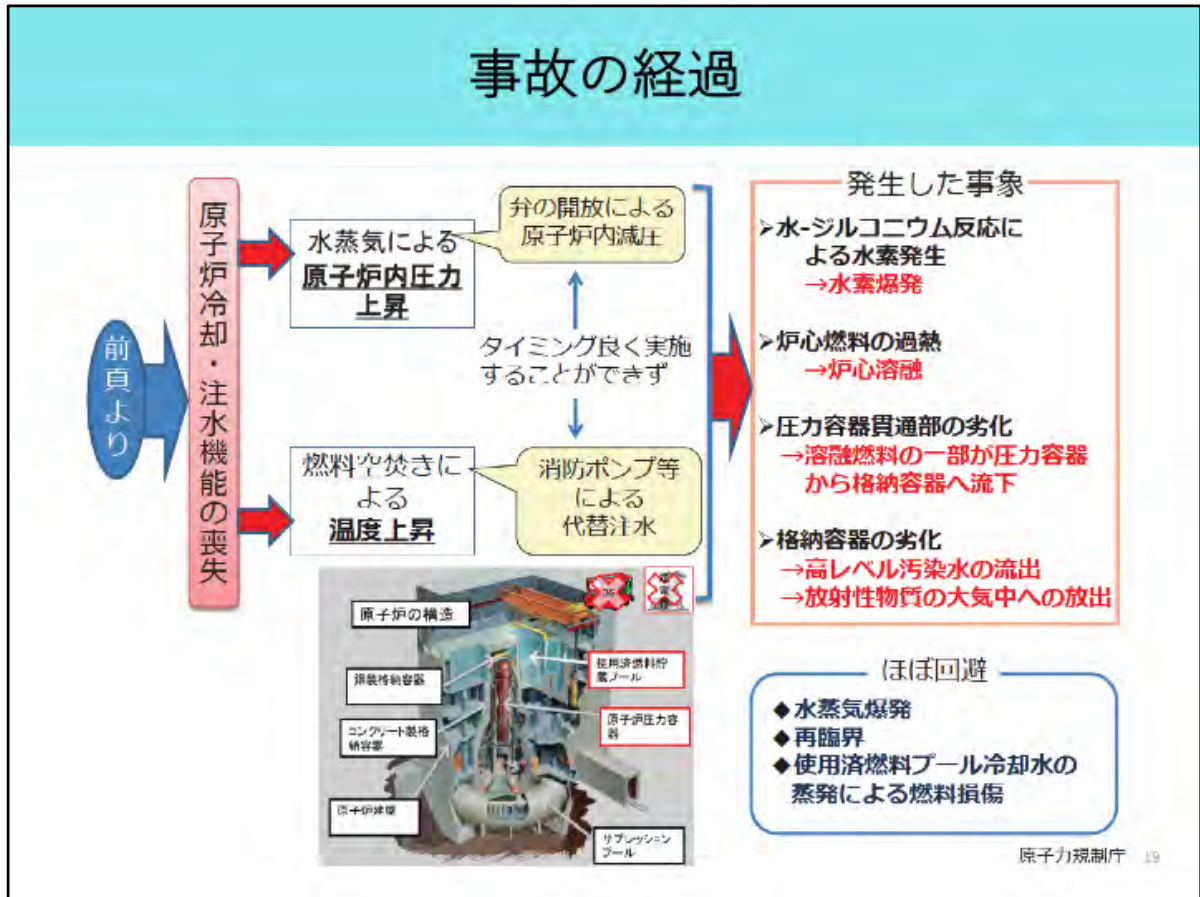 事故の経過
前頁より
原子炉冷却・注水機能の喪失
水蒸気による
原子炉内圧力
上昇
弁の開放による
原子炉内減圧
タイミング良く実施
することができず
燃料空焚きに
よる
温度上昇
消防ポンプ等
による
代替注水
発生した事象
➢水-ジルコニウム反応に
よる水素発生
→水素爆発
➢炉心燃料の過熱
→炉心溶融
➢圧力容器貫通部の劣化
→溶融燃料の一部が圧力容器
から格納容器へ流下
➢格納容器の劣化
→高レベル汚染水の流出
→放射性物質の大気中への放出
ほぼ回避
◆水蒸気爆発
◆再臨界
◆使用済燃料プール冷却水の
蒸発による燃料損傷
原子炉の構造
DG
鋼製格納容器
使用済燃料貯
蔵プール
コンクリート製格
納容器
原子炉圧力容
器
原子炉建屋
サプレッション
プール
原子力規制庁
19